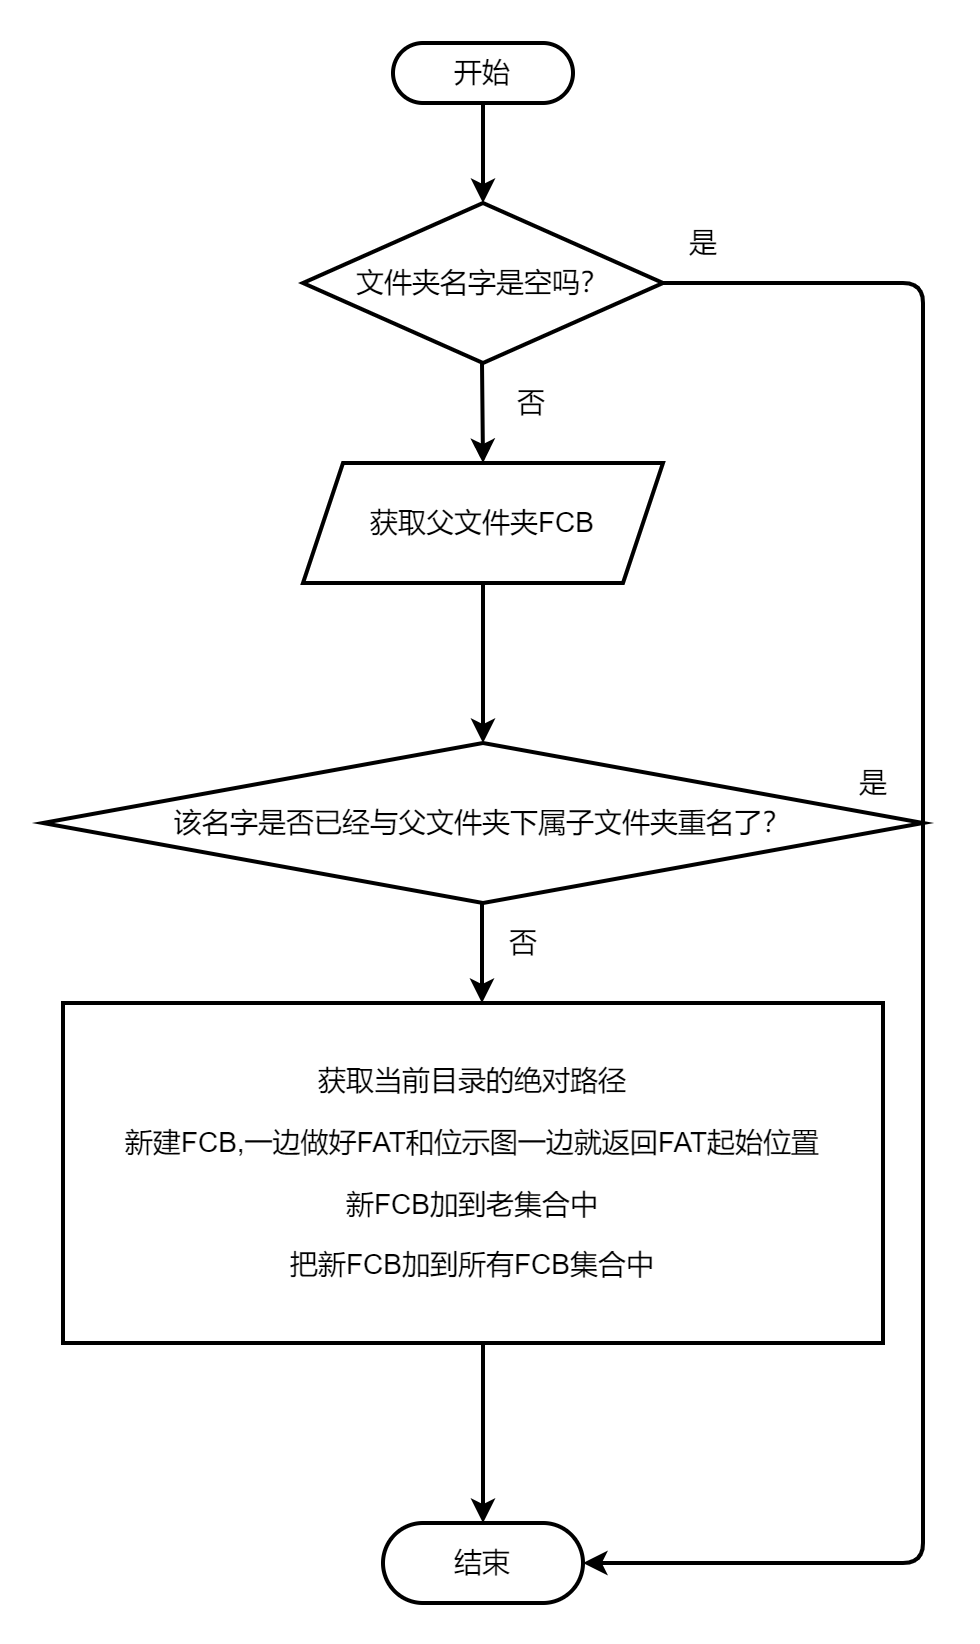 开始
文件夹名字是空吗？
是
否
获取父文件夹FCB
该名字是否已经与父文件夹下属子文件夹重名了？
是
否
获取当前目录的绝对路径
新建FCB,一边做好FAT和位示图一边就返回FAT起始位置
新FCB加到老集合中
把新FCB加到所有FCB集合中
结束